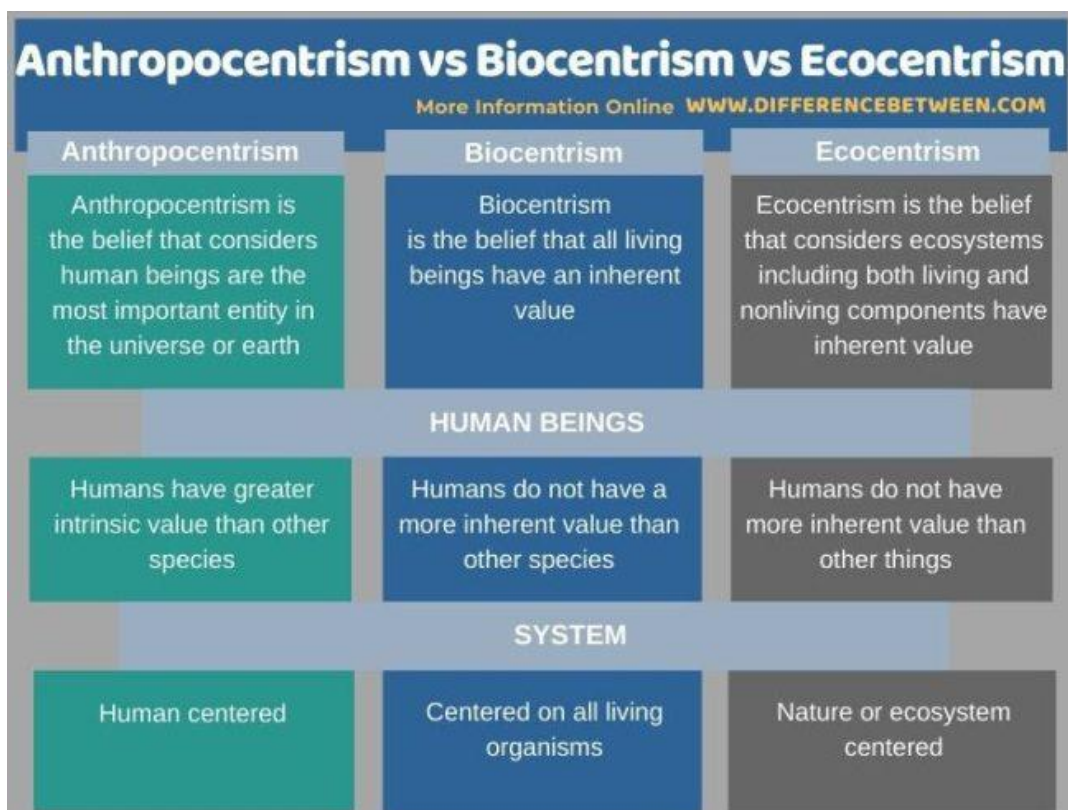 Anthropocentrism vs Biocentrism vs Ecocentrism
More Information Online WWW.DIFFERENCEBETWEEN.COM
Anthropocentrism
Biocentrism
Ecocentrism
Anthropocentrism is
the belief that considers
human beings are the
most important entity in
the universe or earth
Biocentrism
is the belief that all living
beings have an inherent
value
Ecocentrism is the belief
that considers ecosystems
including both living and
nonliving components have
inherent value
HUMAN BEINGS
Humans have greater
intrinsic value than other
species
Humans do not have a
more inherent value than
other species
Humans do not have
more inherent value than
other things
SYSTEM
Human centered
Centered on all living
organisms
Nature or ecosystem
centered